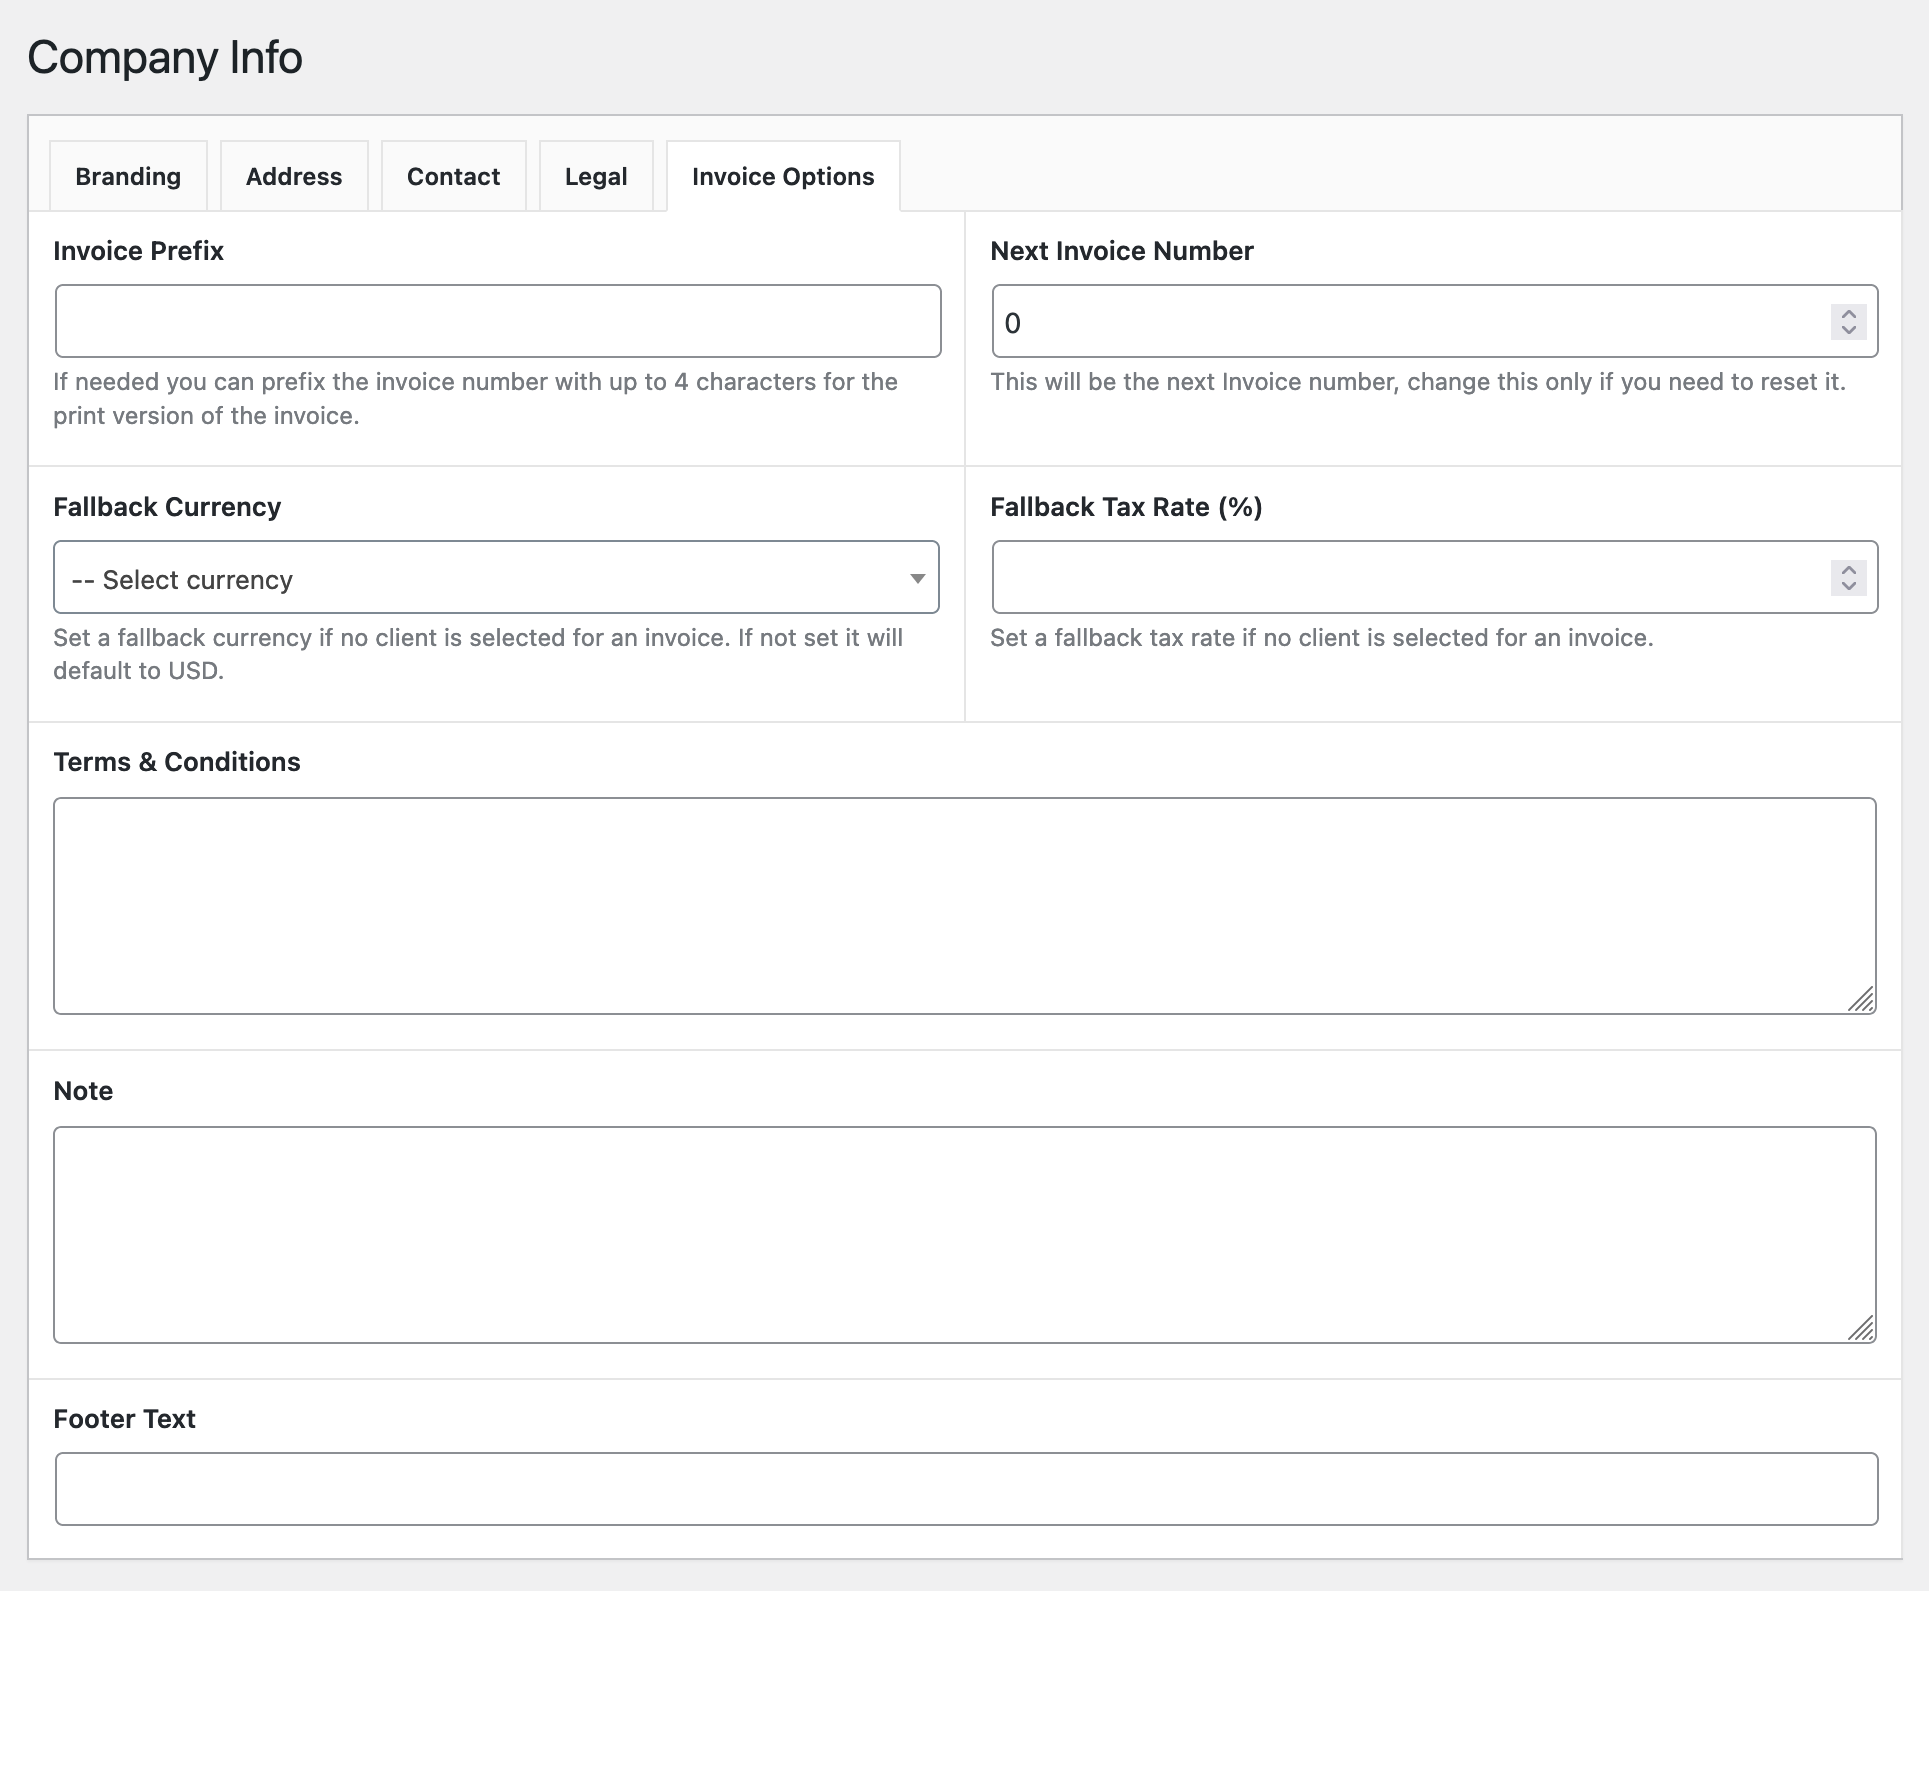 Company Info
Branding
Address
Contact
Legal
Invoice Options
Invoice Prefix
If needed you can prefix the invoice number with up to 4 characters for the
print version of the invoice.
Next Invoice Number
0
This will be the next Invoice number, change this only if you need to reset it.
Fallback Currency
-- Select currency
Set a fallback currency if no client is selected for an invoice. If not set it will
default to USD.
Fallback Tax Rate (%)
Set a fallback tax rate if no client is selected for an invoice.
Terms & Conditions
Note
Footer Text